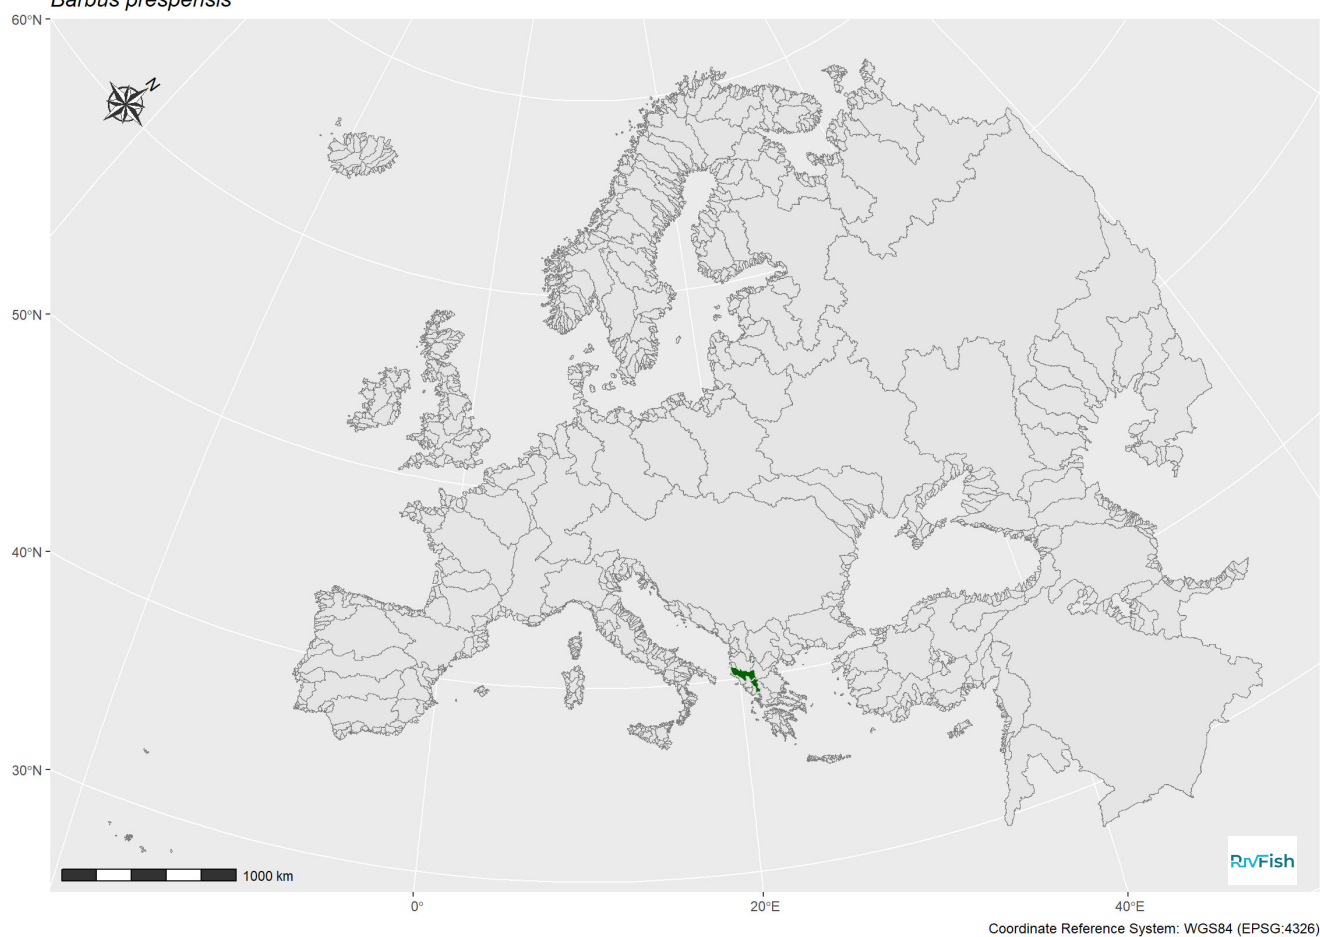 Barbus prespensis
60°N
N
50°N
40°N
30°N
1000 km
RivFish
0°
20°E
40°E
Coordinate Reference System: WGS84 (EPSG:4326)